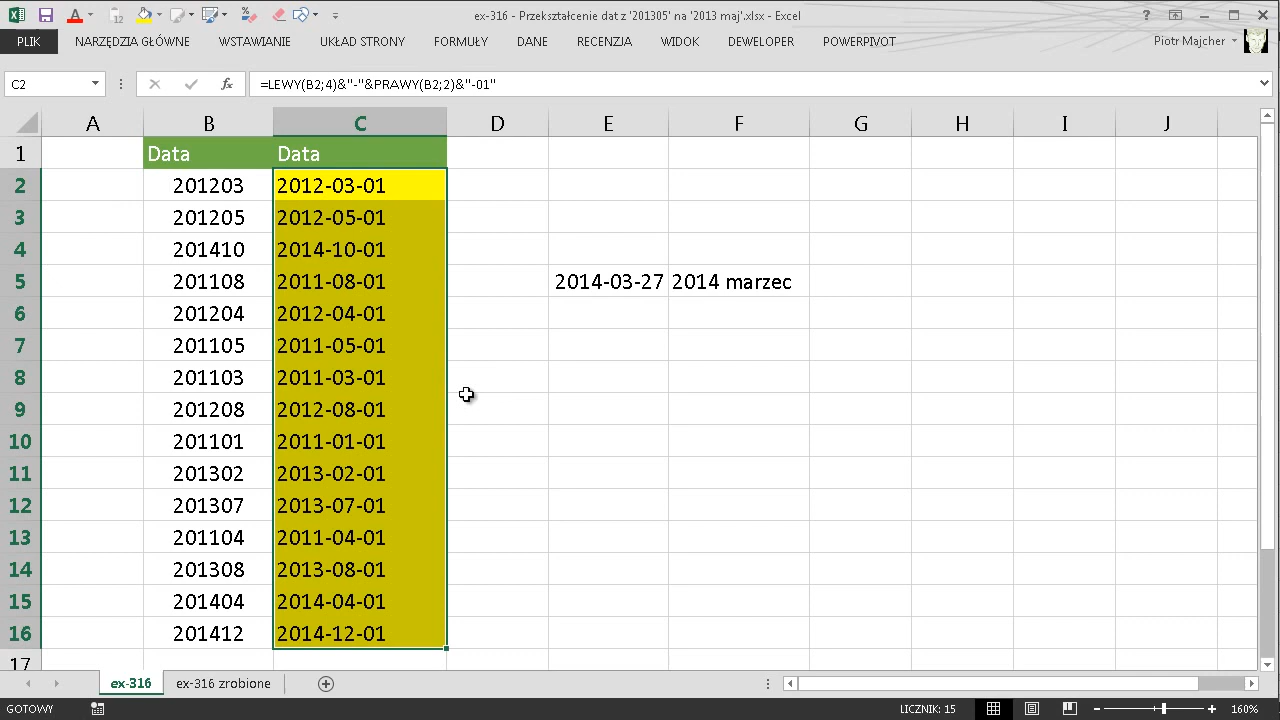 ex-316 - Przekształcenie dat z '201305' na '2013 maj'.xlsx - Excel
PLIK NARZĘDZIA GŁÓWNE WSTAWIANIE UKŁAD STRONY FORMUŁY DANE RECENZJA WIDOK DEWELOPER POWERPIVOT Piotr Majcher
C2 fx =LEWY(B2;4)&"-"&PRAWY(B2;2)&"-01"
A B C D E F G H I J
1 Data Data
2 201203 2012-03-01
3 201205 2012-05-01
4 201410 2014-10-01
5 201108 2011-08-01 2014-03-27 2014 marzec
6 201204 2012-04-01
7 201105 2011-05-01
8 201103 2011-03-01
9 201208 2012-08-01
10 201101 2011-01-01
11 201302 2013-02-01
12 201307 2013-07-01
13 201104 2011-04-01
14 201308 2013-08-01
15 201404 2014-04-01
16 201412 2014-12-01
17
ex-316 ex-316 zrobione
GOTOWY LICZNIK: 15 160%